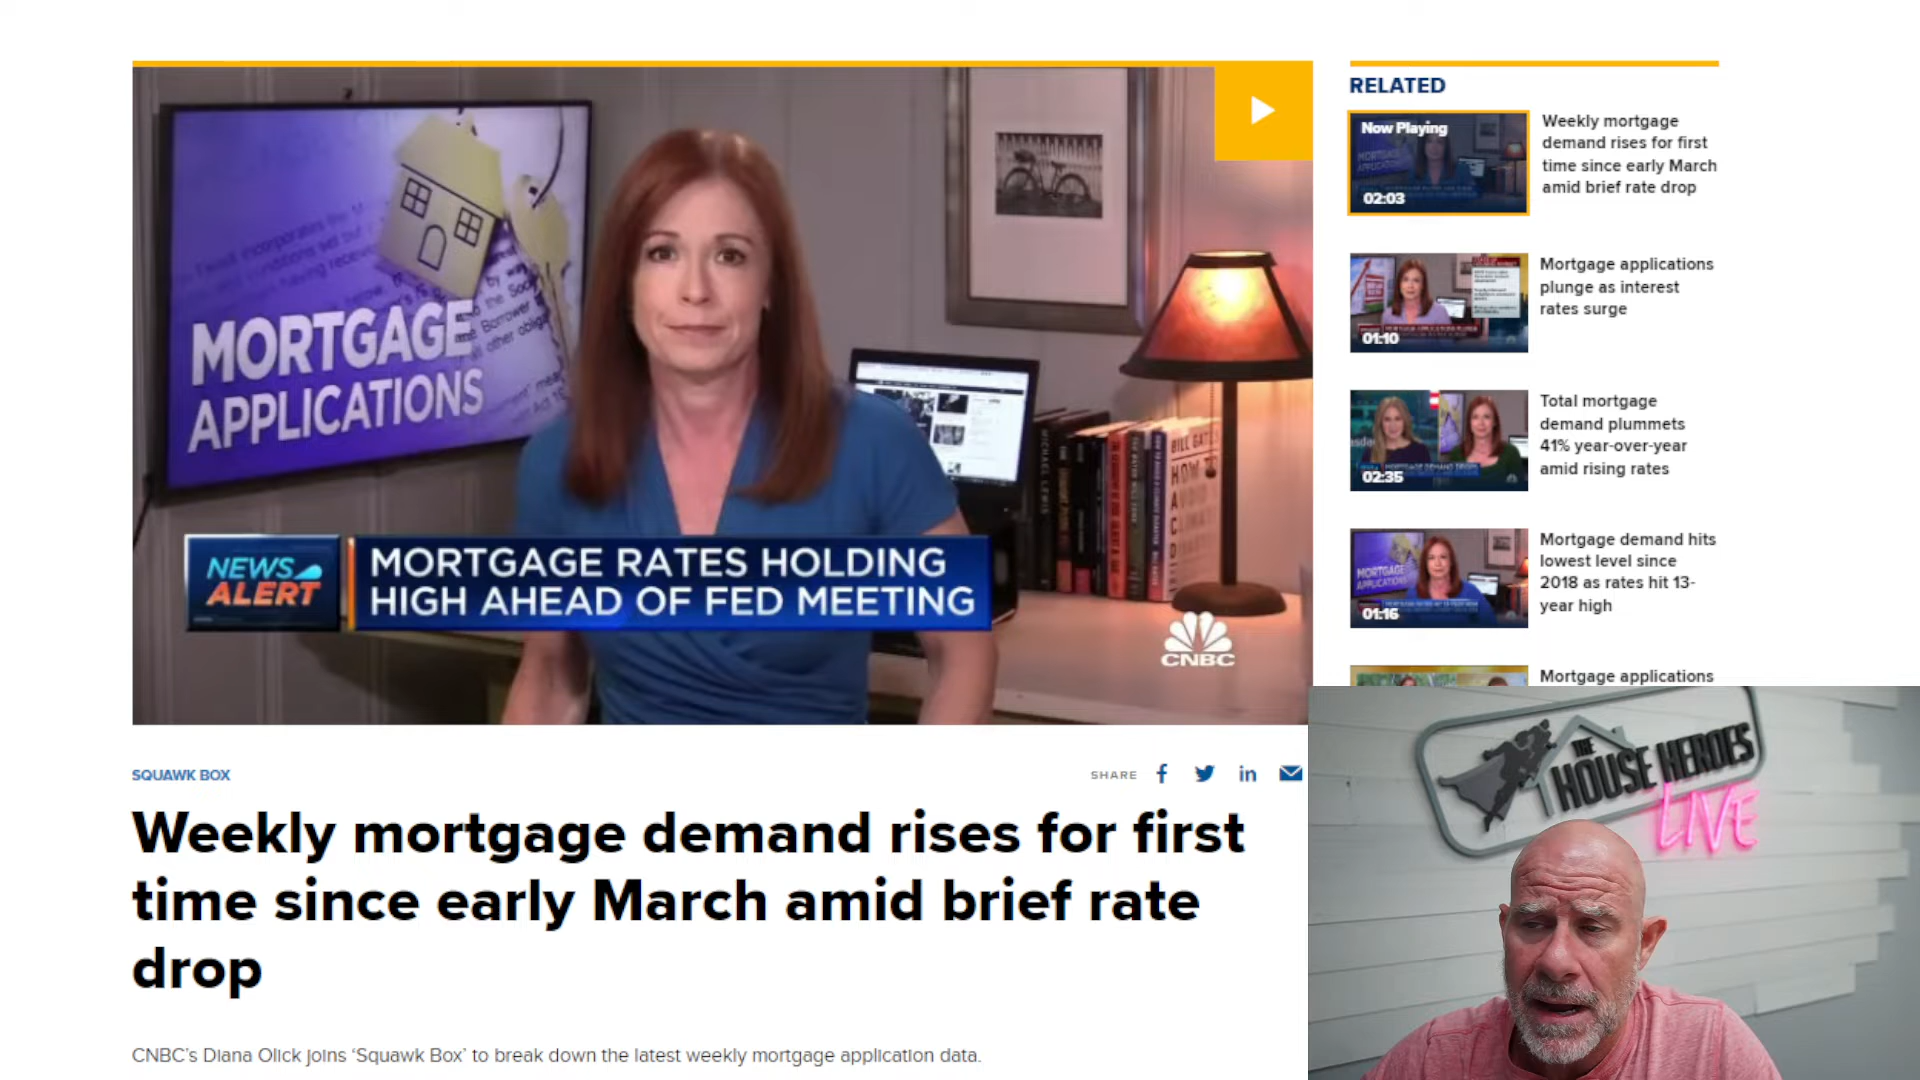 MORTGAGE
APPLICATIONS
NEWS
ALERT
MORTGAGE RATES HOLDING
HIGH AHEAD OF FED MEETING
CNBC
SQUAWK BOX
SHARE
Weekly mortgage demand rises for first
time since early March amid brief rate
drop
CNBC's Diana Olick joins ‘Squawk Box’ to break down the latest weekly mortgage application data.
RELATED
Now Playing
02:03
Weekly mortgage
demand rises for first
time since early March
amid brief rate drop
01:10
Mortgage applications
plunge as interest
rates surge
02:35
Total mortgage
demand plummets
41% year-over-year
amid rising rates
01:16
Mortgage demand hits
lowest level since
2018 as rates hit 13-
year high
Mortgage applications
THE
HOUSE HEROES
LIVE